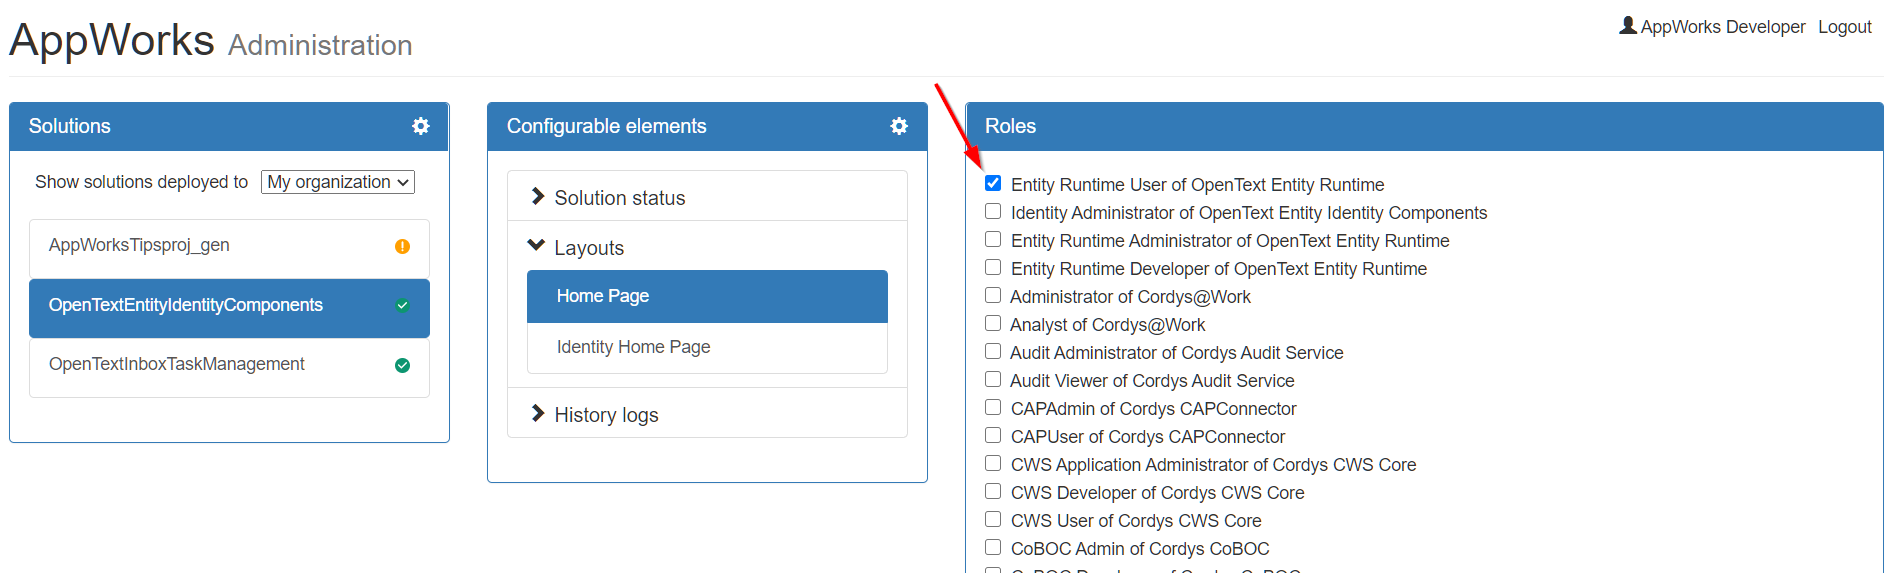 AppWorks Administration
AppWorks Developer Logout
Solutions
Show solutions deployed to My organization
AppWorksTipsproj_gen
OpenTextEntityIdentityComponents
OpenTextInboxTaskManagement
Configurable elements
Solution status
Layouts
Home Page
Identity Home Page
History logs
Roles
Entity Runtime User of OpenText Entity Runtime
Identity Administrator of OpenText Entity Identity Components
Entity Runtime Administrator of OpenText Entity Runtime
Entity Runtime Developer of OpenText Entity Runtime
Administrator of Cordys@Work
Analyst of Cordys@Work
Audit Administrator of Cordys Audit Service
Audit Viewer of Cordys Audit Service
CAPAdmin of Cordys CAPConnector
CAPUser of Cordys CAPConnector
CWS Application Administrator of Cordys CWS Core
CWS Developer of Cordys CWS Core
CWS User of Cordys CWS Core
CoBOC Admin of Cordys CoBOC